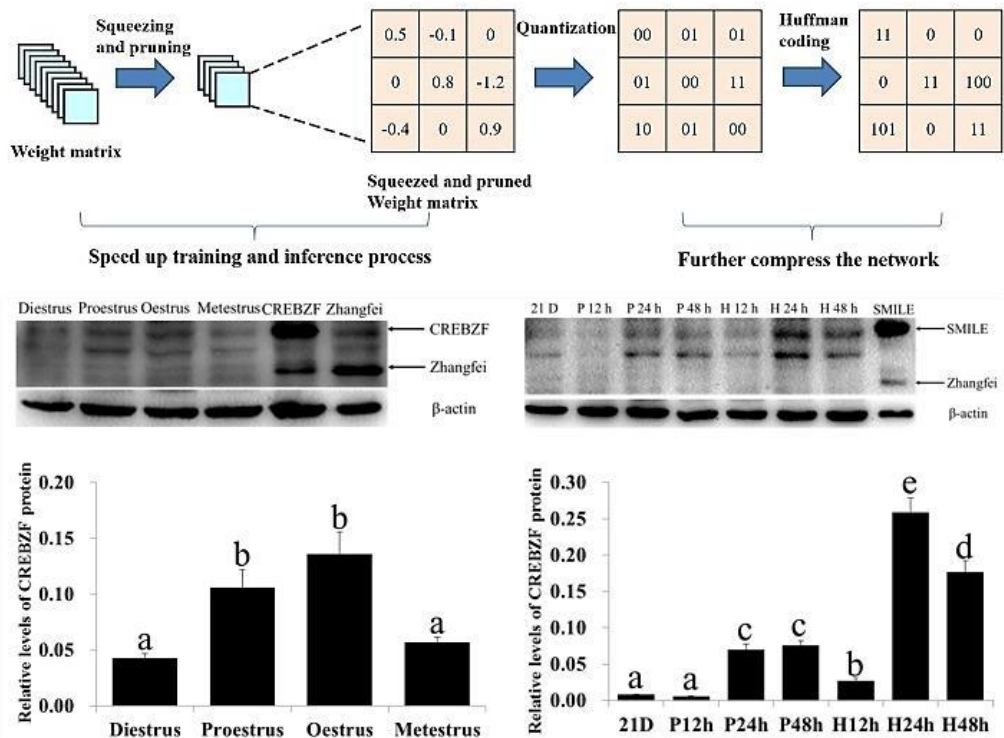 Squeezing
and pruning
Weight matrix
0.5 -0.1 0
0 0.8 -1.2
-0.4 0 0.9
Squeezed and pruned
Weight matrix
Quantization
00 01 01
01 00 11
10 01 00
Huffman
coding
11 0 0
0 11 100
101 0 11
Speed up training and inference process
Further compress the network
Diestrus Proestrus Oestrus Metestrus CREBZF Zhangfei
CREBZF
Zhangfei
β-actin
21 D P 12 h P 24 h P 48 h H 12 h H 24 h H 48 h SMILE
SMILE
Zhangfei
β-actin
Relative levels of CREBZF protein
0.20
0.15
0.10
0.05
0.00
a
b
b
a
Diestrus Proestrus Oestrus Metestrus
Relative levels of CREBZF protein
0.30
0.25
0.20
0.15
0.10
0.05
0.00
a
a
c
c
b
e
d
21D P12h P24h P48h H12h H24h H48h